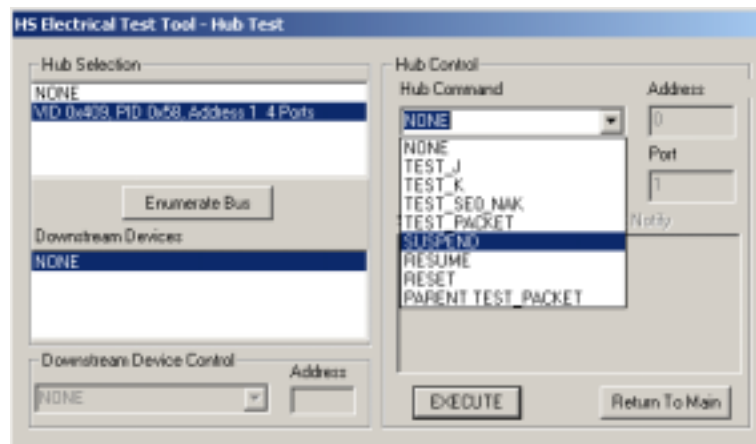 HS Electrical Test Tool - Hub Test
Hub Selection
NONE
VID 0x409, PID 0x58, Address 1 4 Ports
Enumerate Bus
Downstream Devices
NONE
Downstream Device Control
Address
NONE
Hub Control
Hub Command
Address
NONE
0
NONE
TEST_J
TEST_K
TEST_SE0_NAK
TEST_PACKET
SUSPEND
RESUME
RESET
PARENT TEST_PACKET
Port
1
Notify
EXECUTE
Return To Main